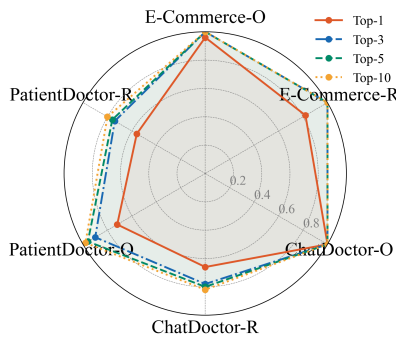 E-Commerce-O
Top-1
Top-3
Top-5
Top-10
PatientDoctor-R
E-Commerce-R
0.2
0.4
0.6
0.8
PatientDoctor-O
ChatDoctor-O
ChatDoctor-R